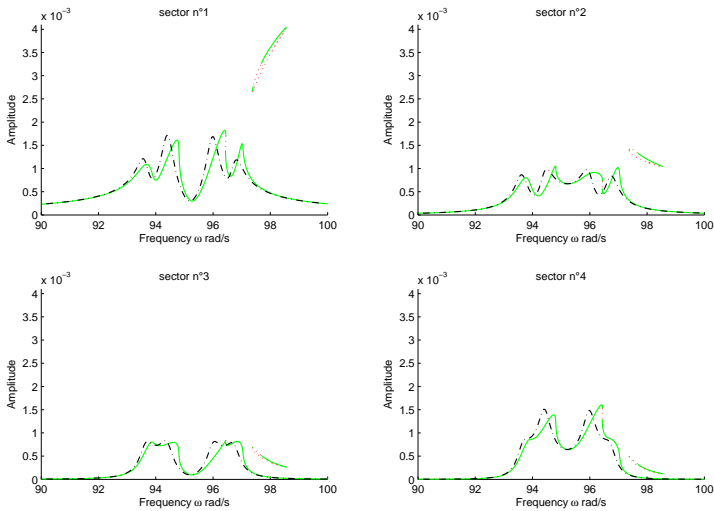 x 10⁻³ sector n°1
4
3.5
3
2.5
2
1.5
1
0.5
0
Amplitude
90 92 94 96 98 100
Frequency ω rad/s
x 10⁻³ sector n°2
4
3.5
3
2.5
2
1.5
1
0.5
0
Amplitude
90 92 94 96 98 100
Frequency ω rad/s
x 10⁻³ sector n°3
4
3.5
3
2.5
2
1.5
1
0.5
0
Amplitude
90 92 94 96 98 100
Frequency ω rad/s
x 10⁻³ sector n°4
4
3.5
3
2.5
2
1.5
1
0.5
0
Amplitude
90 92 94 96 98 100
Frequency ω rad/s